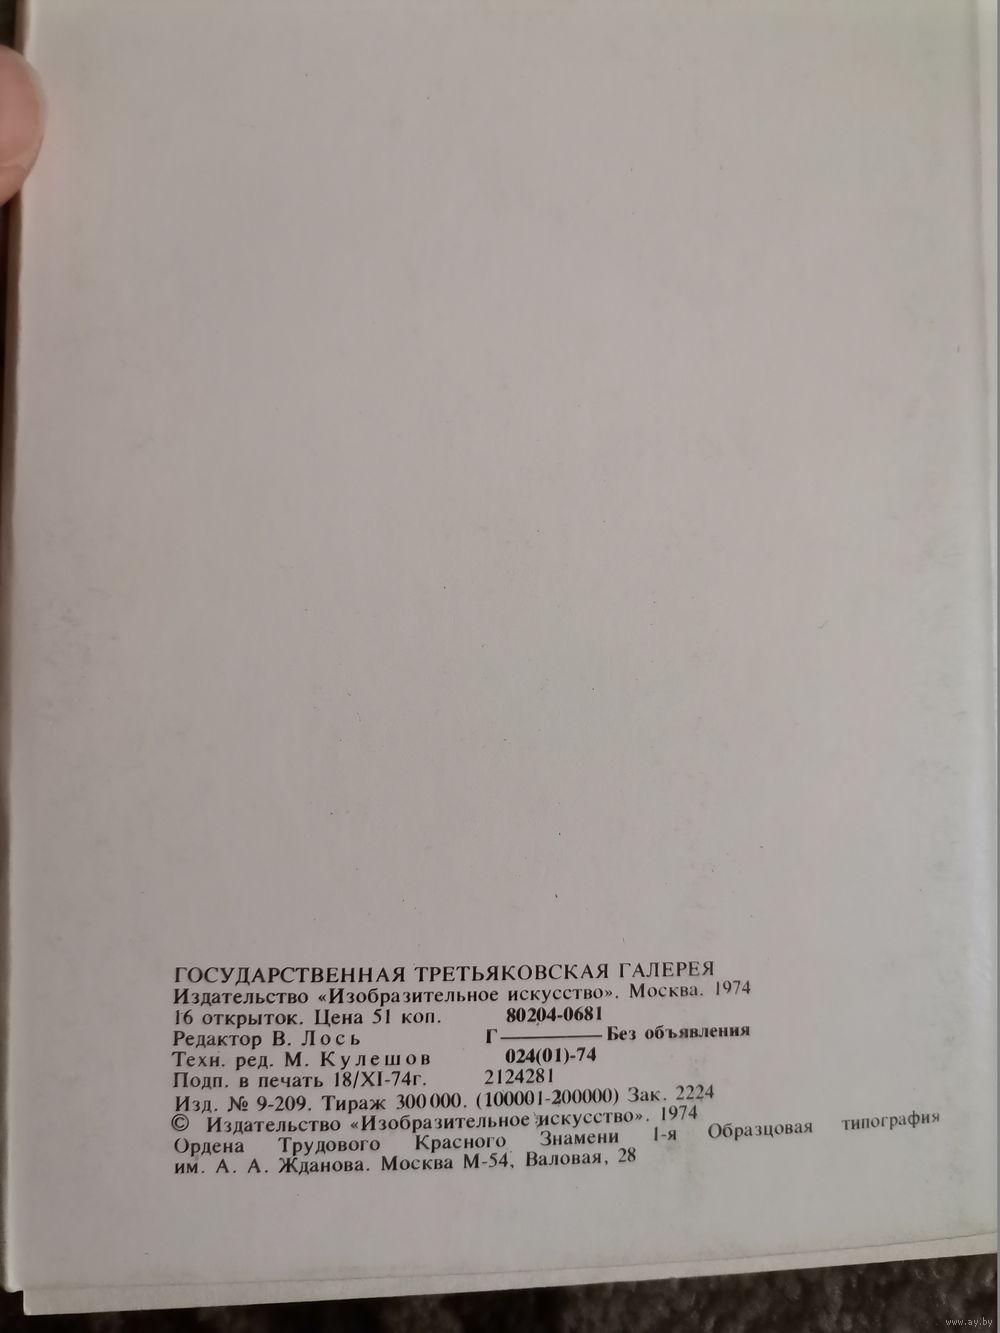 ГОСУДАРСТВЕННАЯ ТРЕТЬЯКОВСКАЯ ГАЛЕРЕЯ
Издательство «Изобразительное искусство». Москва. 1974
16 открыток. Цена 51 коп. 80204-0681
Редактор В. Лось Г — Без объявления
Техн. ред. М. Кулешов 024(01)-74
Подп. в печать 18/XI-74г. 2124281
Изд. № 9-209. Тираж 300 000. (100001-200000) Зак. 2224
© Издательство «Изобразительное искусство». 1974
Ордена Трудового Красного Знамени 1-я Образцовая типография
им. А. А. Жданова. Москва М-54, Валовая, 28
www.ay.by